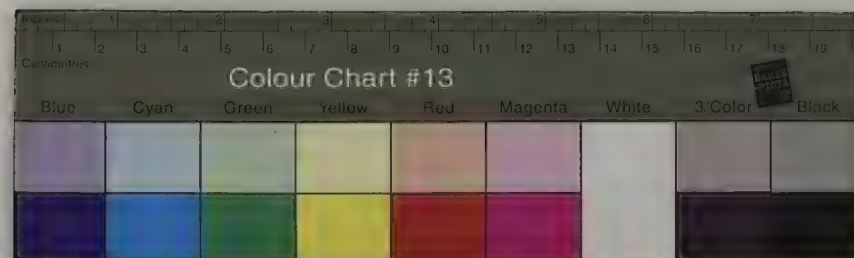 Inches 1 2 3 4 5 6 7 8
1 2 3 4 5 6 7 8 9 10 11 12 13 14 15 16 17 18 19
Centimetres
Colour Chart #13
Blue Cyan Green Yellow Red Magenta White 3/Color Black